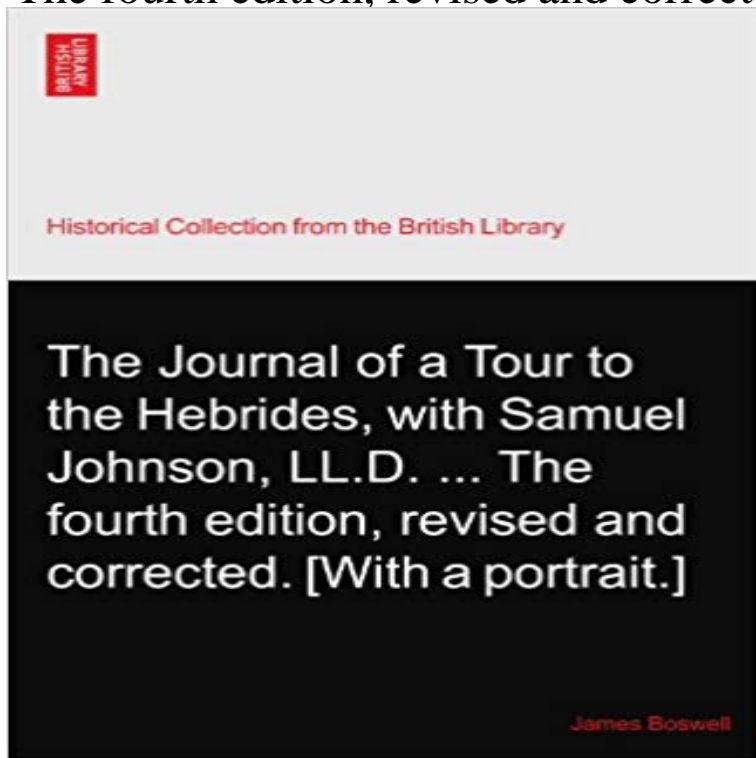 The fourth edition, revised and correct
BRITISH
LIBRARY
Historical Collection from the British Library
The Journal of a Tour to
the Hebrides, with Samuel
Johnson, LL.D. ... The
fourth edition, revised and
corrected. [With a portrait.]
James Boswell